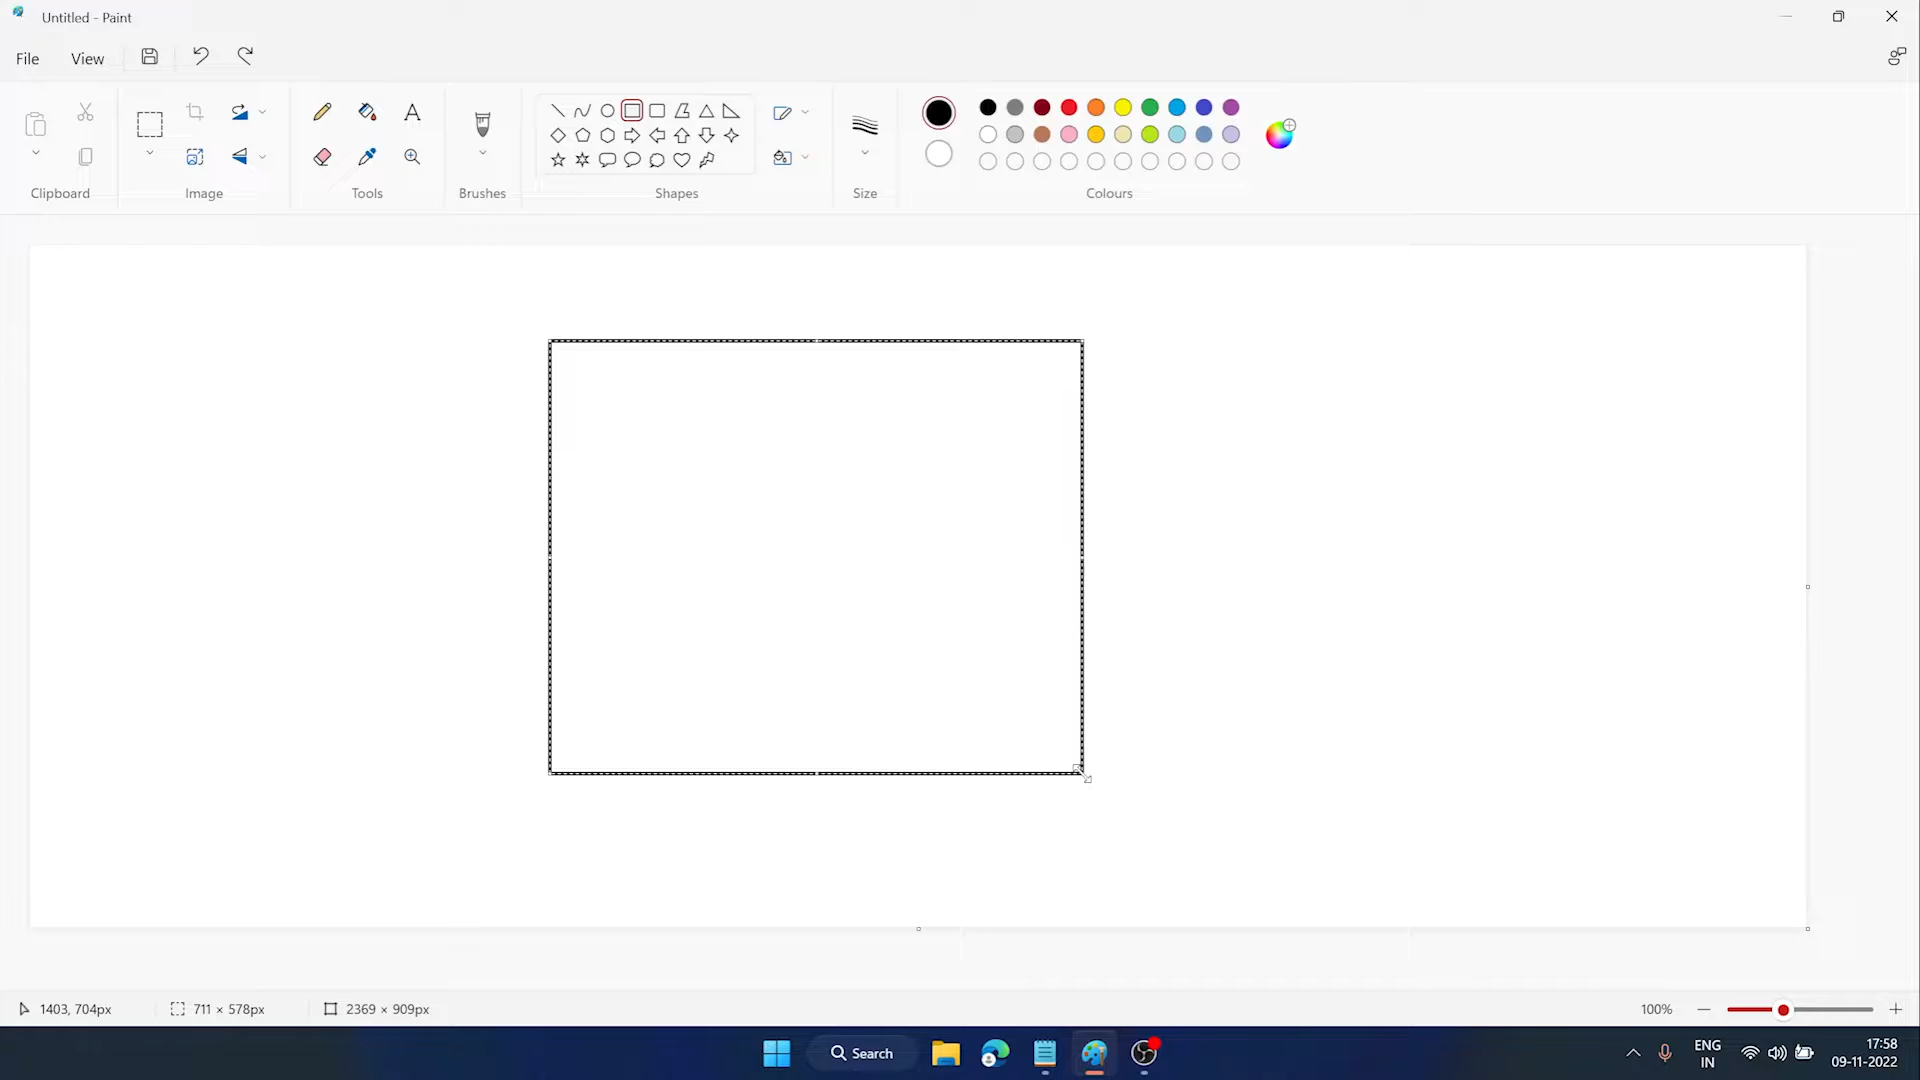 Untitled - Paint
File View
Clipboard
Image
Tools
Brushes
Shapes
Size
Colours
1403, 704px
711 × 578px
2369 × 909px
100%
Search
ENG
IN
17:58
09-11-2022